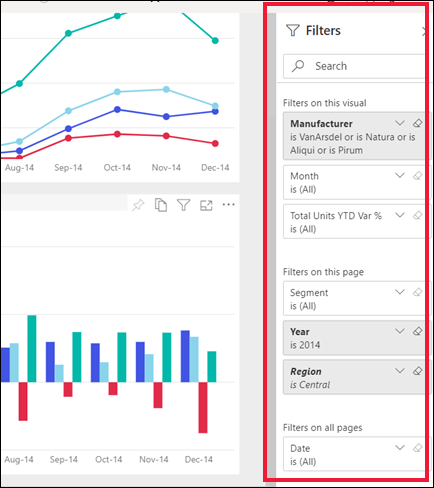 Aug-14 Sep-14 Oct-14 Nov-14 Dec-14
Aug-14 Sep-14 Oct-14 Nov-14 Dec-14
Filters
Search
Filters on this visual
Manufacturer
is VanArsdel or is Natura or is
Aliqui or is Pirum
Month
is (All)
Total Units YTD Var %
is (All)
Filters on this page
Segment
is (All)
Year
is 2014
Region
is Central
Filters on all pages
Date
is (All)